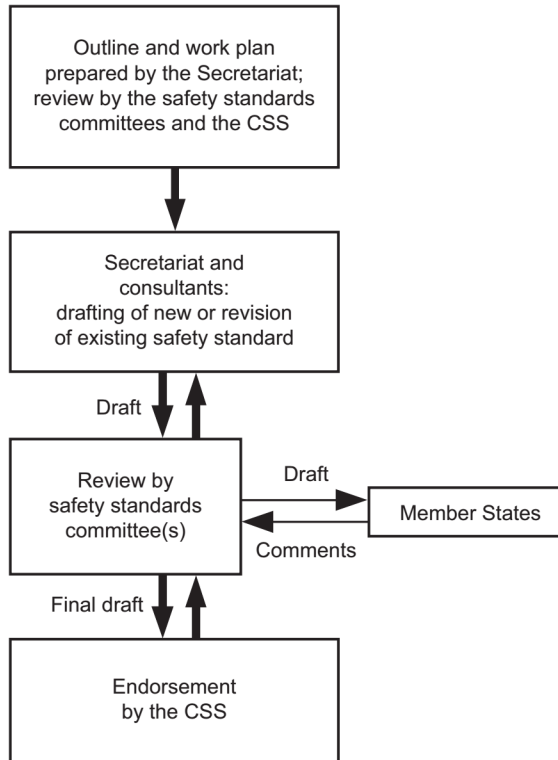 Outline and work plan
prepared by the Secretariat;
review by the safety standards
committees and the CSS
Secretariat and
consultants:
drafting of new or revision
of existing safety standard
Draft
Review by
safety standards
committee(s)
Draft
Member States
Comments
Final draft
Endorsement
by the CSS